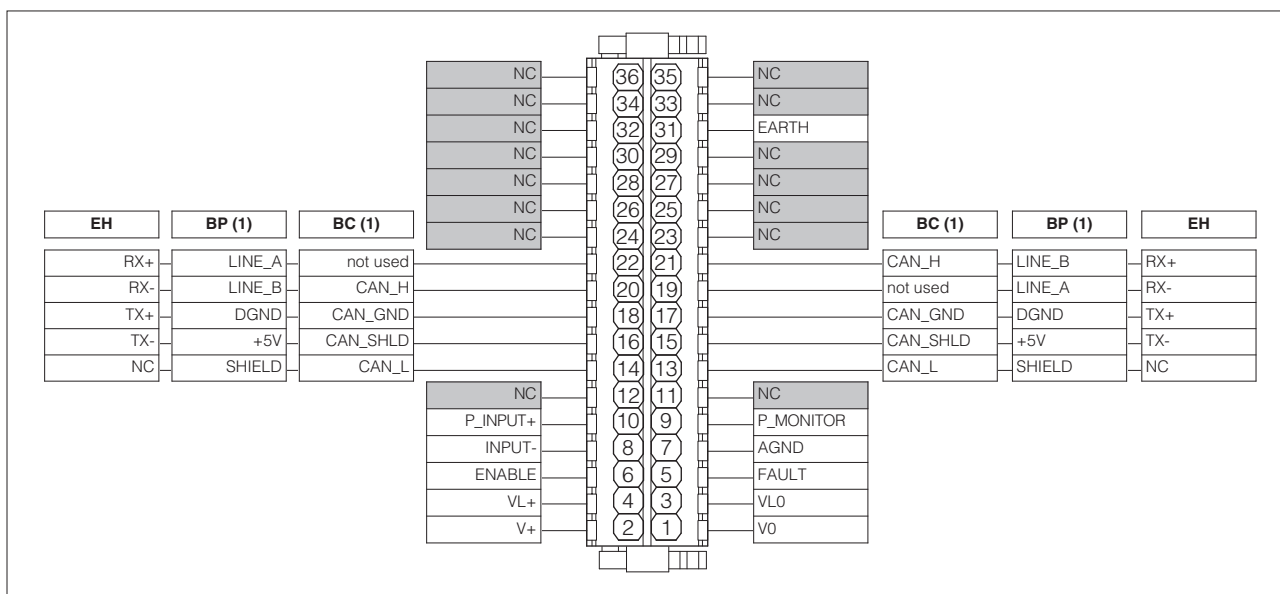 NC 36 35 NC
NC 34 33 NC
NC 32 31 EARTH
NC 30 29 NC
NC 28 27 NC
NC 26 25 NC
EH BP (1) BC (1) NC 24 23 NC BC (1) BP (1) EH
RX+ LINE_A not used 22 21 CAN_H LINE_B RX+
RX- LINE_B CAN_H 20 19 not used LINE_A RX-
TX+ DGND CAN_GND 18 17 CAN_GND DGND TX+
TX- +5V CAN_SHLD 16 15 CAN_SHLD +5V TX-
NC SHIELD CAN_L 14 13 CAN_L SHIELD NC
NC 12 11 NC
P_INPUT+ 10 9 P_MONITOR
INPUT- 8 7 AGND
ENABLE 6 5 FAULT
VL+ 4 3 VL0
V+ 2 1 V0